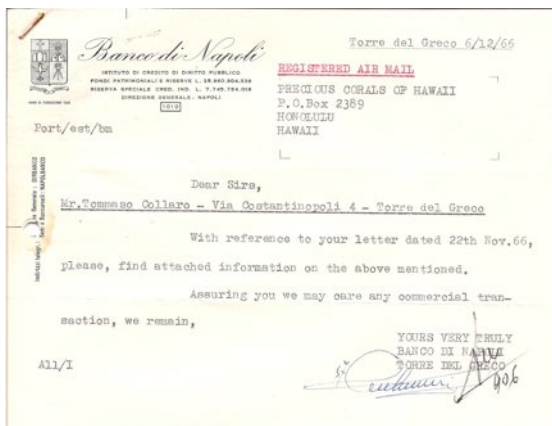 Banco di Napoli
ISTITUTO DI CREDITO DI DIRITTO PUBBLICO
DIREZIONE GENERALE, NAPOLI
Torre del Greco 6/12/66
REGISTERED AIR MAIL
PRECIOUS CORALS OF HAWAII
P.O.Box 2389
HONOLULU
HAWAII
Port/est/bm
Dear Sirs,
Mr.Tommaso Collaro - Via Costantinopoli 4 - Torre del Greco
With reference to your letter dated 22th Nov.66,
please, find attached information on the above mentioned.
Assuring you we may care any commercial tran-
saction, we remain,
YOURS VERY TRULY
BANCO DI NAPOLI
TORRE DEL GRECO
All/I